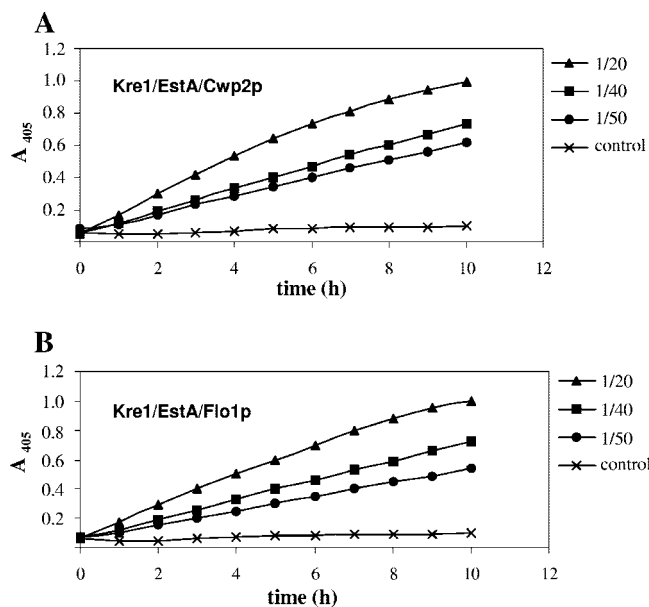 A
1.2
1.0
0.8
0.6
0.4
0.2
A 405
Kre1/EstA/Cwp2p
1/20
1/40
1/50
control
0 2 4 6 8 10 12
time (h)
B
1.2
1.0
0.8
0.6
0.4
0.2
A 405
Kre1/EstA/Flo1p
1/20
1/40
1/50
control
0 2 4 6 8 10 12
time (h)